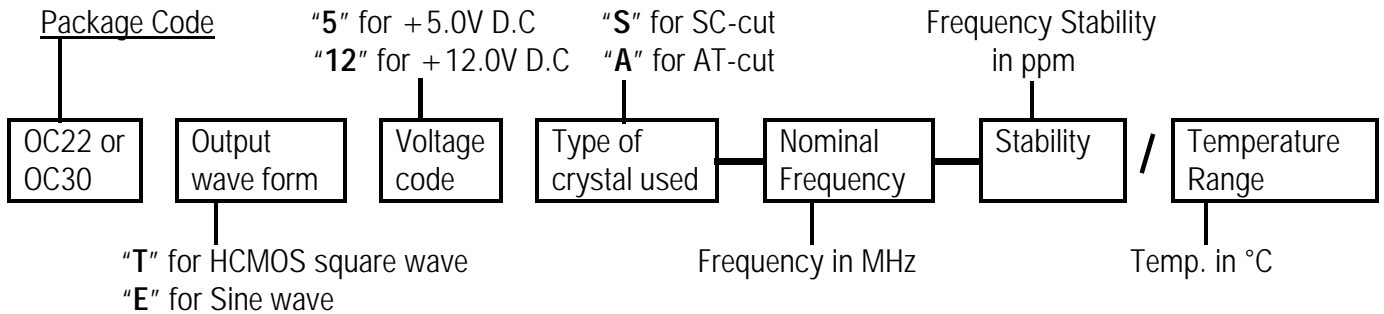 Package Code
"5" for +5.0V D.C
"12" for +12.0V D.C
"S" for SC-cut
"A" for AT-cut
Frequency Stability
in ppm
OC22 or
OC30
Output
wave form
Voltage
code
Type of
crystal used
Nominal
Frequency
Stability
/
Temperature
Range
"T" for HCMOS square wave
"E" for Sine wave
Frequency in MHz
Temp. in °C